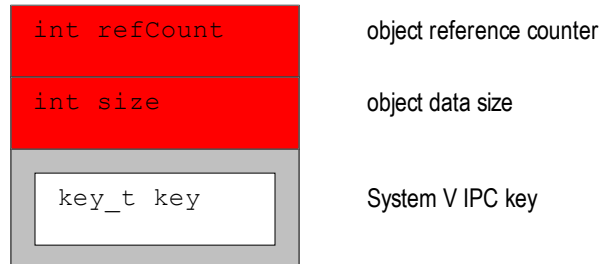 int refCount object reference counter
int size object data size
key_t key System V IPC key